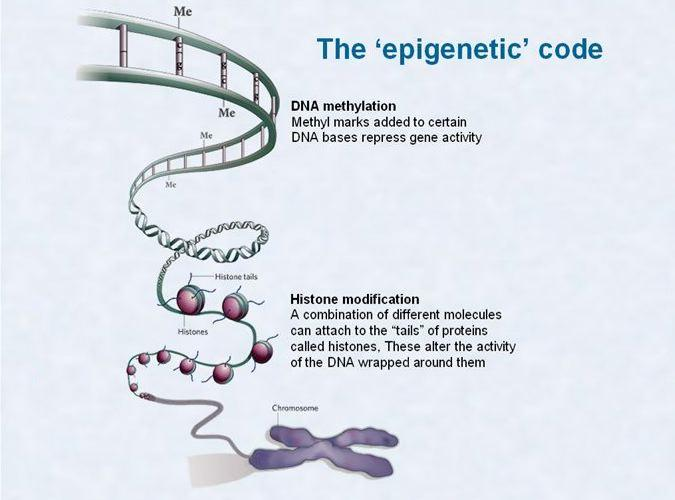 Me
The ‘epigenetic’ code
DNA methylation
Methyl marks added to certain
DNA bases repress gene activity
Me
Me
Me
Histone tails
Histones
Histone modification
A combination of different molecules
can attach to the “tails” of proteins
called histones, These alter the activity
of the DNA wrapped around them
Chromosome